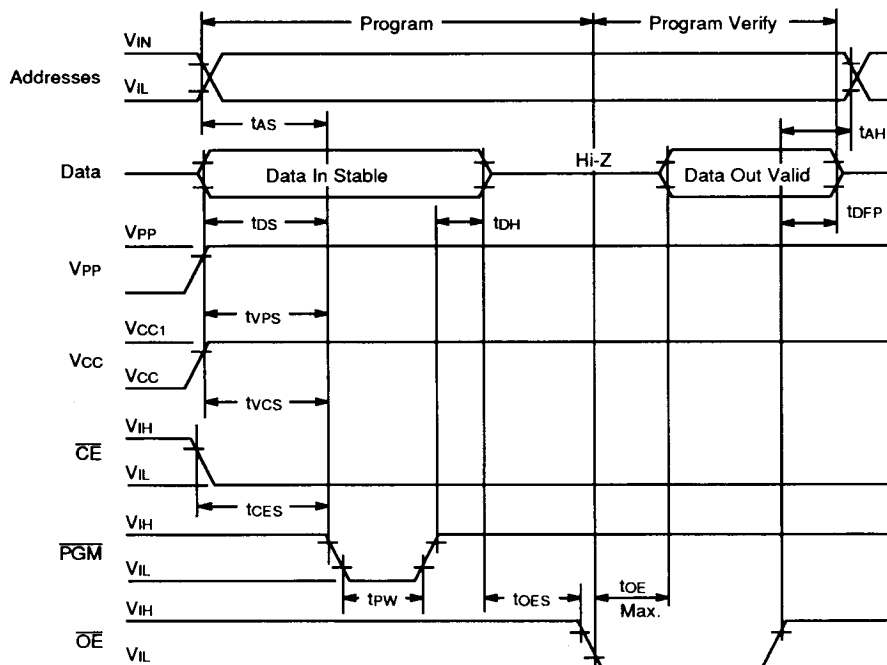 Program
Program Verify
VIN
Addresses
VIL
tAS
tAH
Hi-Z
Data
Data In Stable
Data Out Valid
tDS
tDH
tDFP
VPP
VPP
tVPS
VCC1
VCC
VCC
tVCS
VIH
CE
VIL
tCES
VIH
PGM
VIL
tPW
tOES
tOE
Max.
VIH
OE
VIL